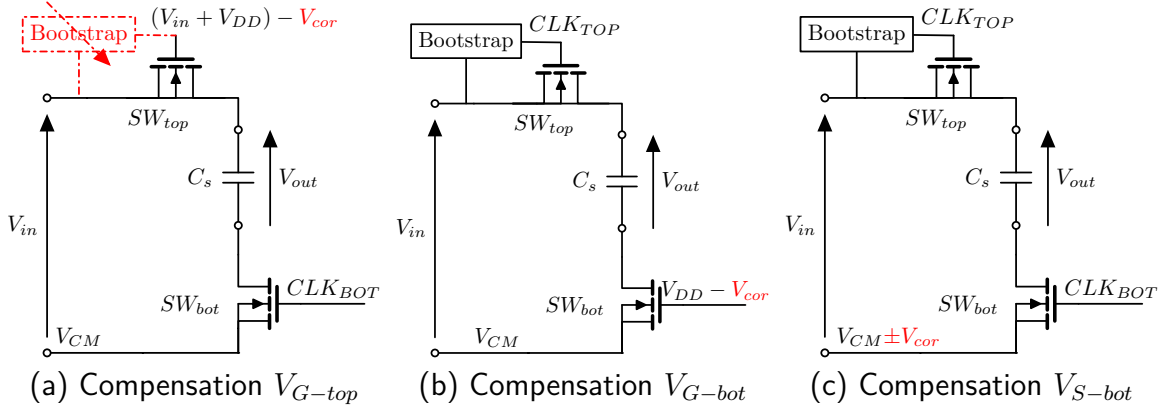 (V_in + V_DD) − V_cor
Bootstrap
SW_top
C_s
V_out
V_in
CLK_BOT
SW_bot
V_CM
(a) Compensation V_G−top
CLK_TOP
Bootstrap
SW_top
C_s
V_out
V_in
V_DD − V_cor
SW_bot
V_CM
(b) Compensation V_G−bot
CLK_TOP
Bootstrap
SW_top
C_s
V_out
V_in
CLK_BOT
SW_bot
V_CM ±V_cor
(c) Compensation V_S−bot